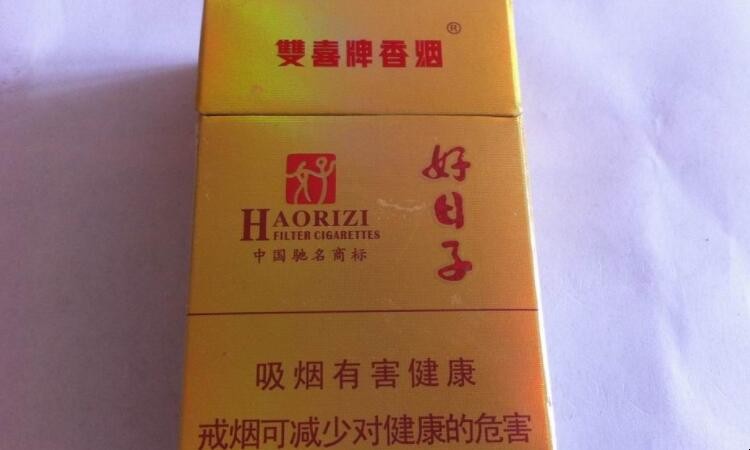 雙喜牌香烟®
好日子
HAORIZI
FILTER CIGARETTES
中国驰名商标
吸烟有害健康
戒烟可减少对健康的危害